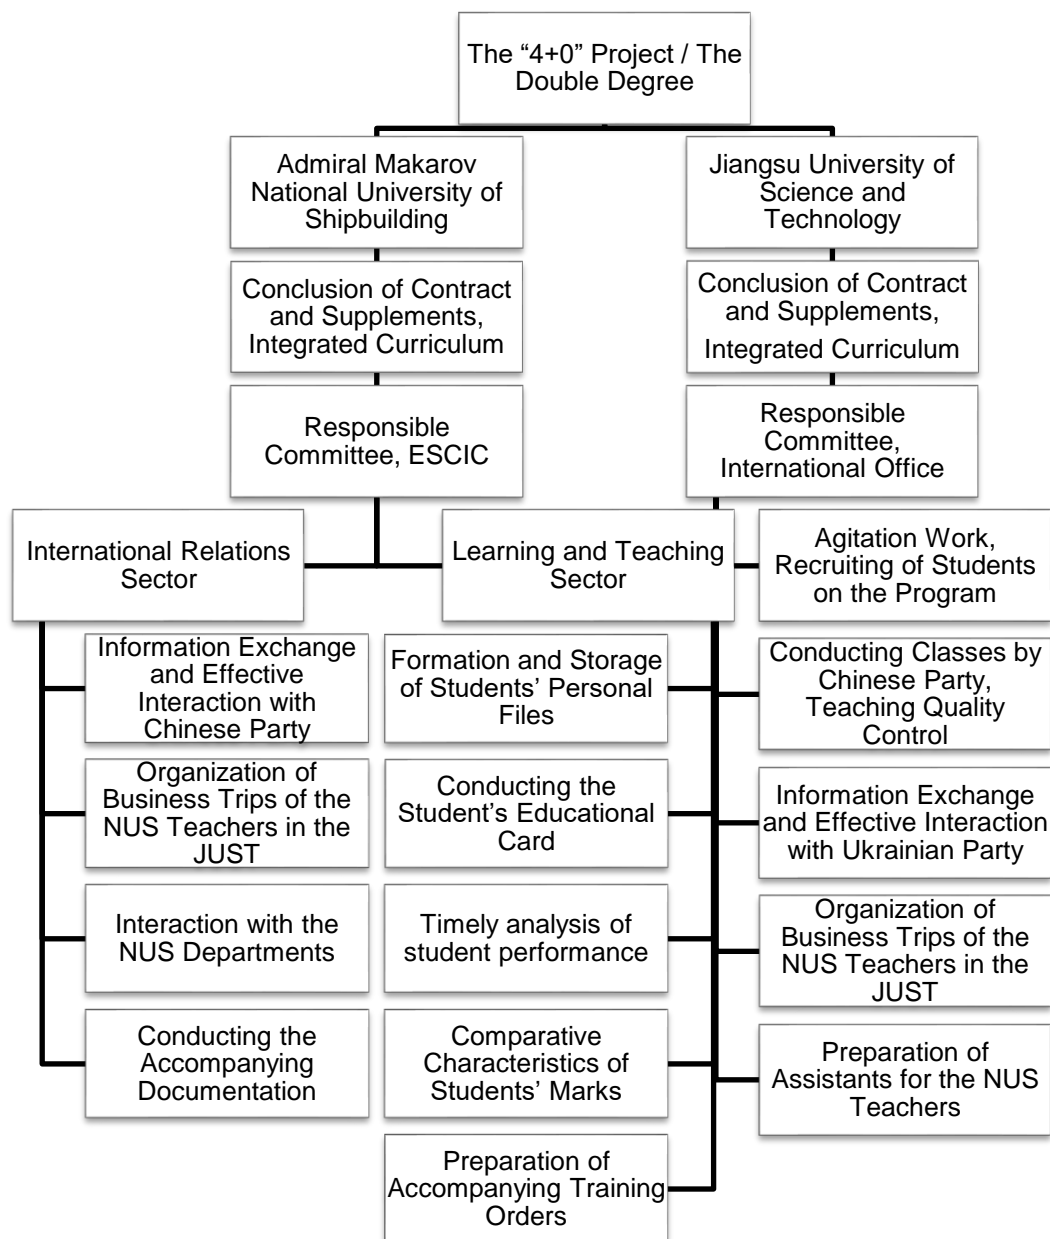 The “4+0” Project / The
Double Degree
Admiral Makarov
National University of
Shipbuilding
Jiangsu University of
Science and
Technology
Conclusion of Contract
and Supplements,
Integrated Curriculum
Conclusion of Contract
and Supplements,
Integrated Curriculum
Responsible
Committee, ESCIC
Responsible
Committee,
International Office
International Relations
Sector
Learning and Teaching
Sector
Agitation Work,
Recruiting of Students
on the Program
Information Exchange
and Effective
Interaction with
Chinese Party
Formation and Storage
of Students’ Personal
Files
Conducting Classes by
Chinese Party,
Teaching Quality
Control
Organization of
Business Trips of the
NUS Teachers in the
JUST
Conducting the
Student’s Educational
Card
Information Exchange
and Effective Interaction
with Ukrainian Party
Interaction with the
NUS Departments
Timely analysis of
student performance
Organization of
Business Trips of the
NUS Teachers in the
JUST
Conducting the
Accompanying
Documentation
Comparative
Characteristics of
Students’ Marks
Preparation of
Assistants for the NUS
Teachers
Preparation of
Accompanying Training
Orders